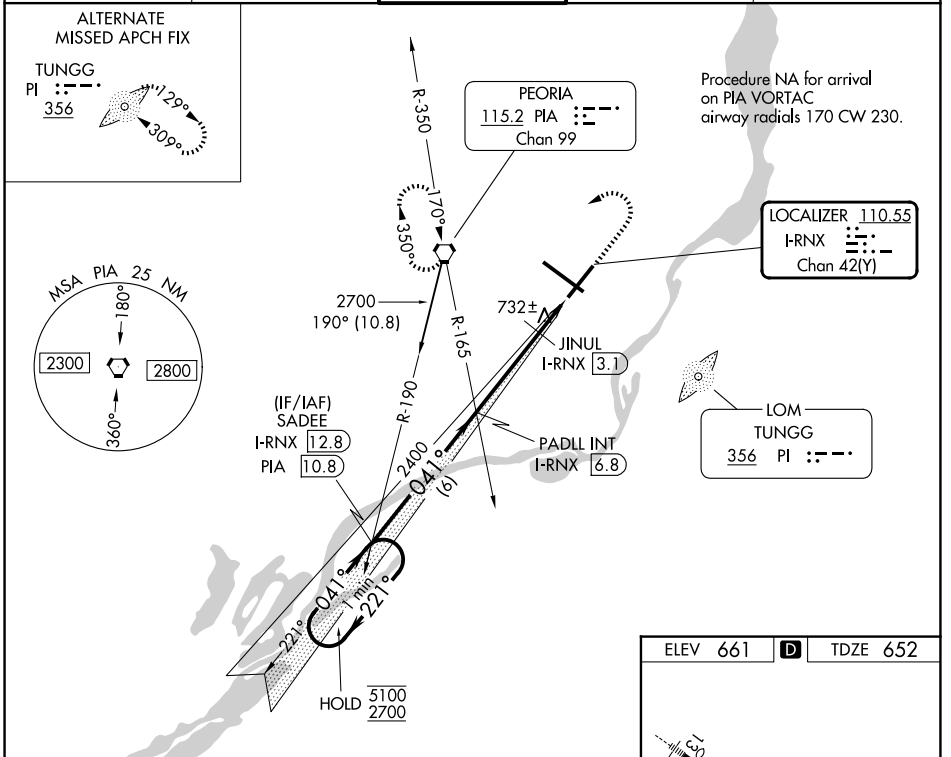 ALTERNATE
MISSED APCH FIX
TUNGG
PI
356
129°
309°
R-350
PEORIA
115.2 PIA
Chan 99
Procedure NA for arrival
on PIA VORTAC
airway radials 170 CW 230.
LOCALIZER 110.55
I-RNX
Chan 42(Y)
170°
350°
MSA PIA 25 NM
180°
2300
2800
360°
2700
190° (10.8)
R-165
R-190
732±
JINUL
I-RNX 3.1
(IF/IAF)
SADEE
I-RNX 12.8
PIA 10.8
2400
041°
(6)
PADLL INT
I-RNX 6.8
LOM
TUNGG
356 PI
041°
1 min
221°
221°
HOLD 5100
2700
ELEV 661 D TDZE 652